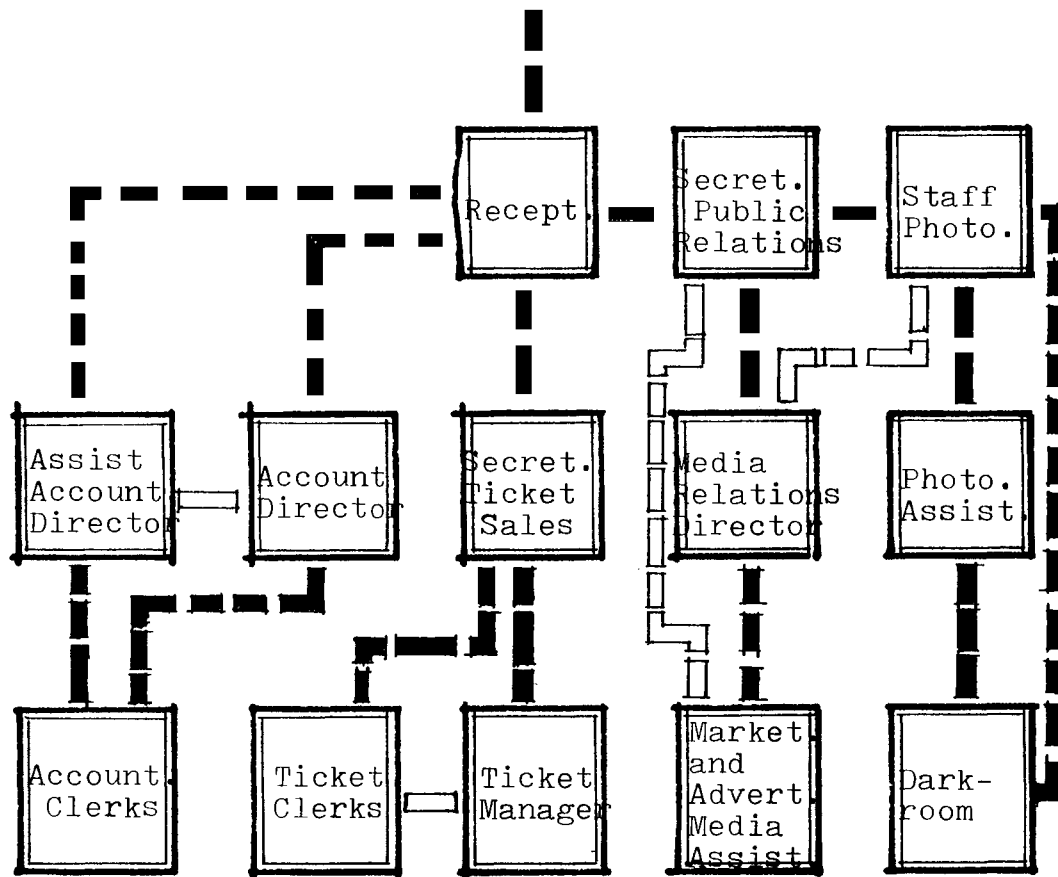 Recept.
Secret.
Public
Relations
Staff
Photo.
Assist
Account
Director
Account
Director
Secret.
Ticket
Sales
Media
Relations
Director
Photo.
Assist.
Account.
Clerks
Ticket
Clerks
Ticket
Manager
Market.
and
Advert.
Media
Assist.
Dark-
room